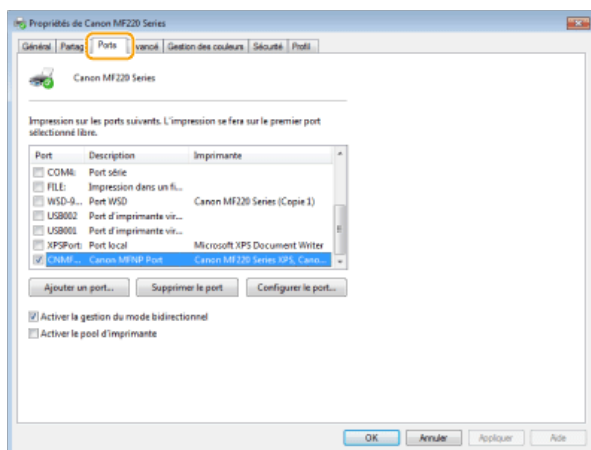 Propriétés de Canon MF220 Series
Général Partag Ports vancé Gestion des couleurs Sécurité Profil
Canon MF220 Series
Impression sur les ports suivants. L'impression se fera sur le premier port
sélectionné libre.
Port Description Imprimante
COM4: Port série
FILE: Impression dans un fi...
WSD-9... Port WSD Canon MF220 Series (Copie 1)
USB002 Port d'imprimante vir...
USB001 Port d'imprimante vir...
XPSPort: Port local Microsoft XPS Document Writer
CNMF... Canon MFNP Port Canon MF220 Series XPS, Cano...
Ajouter un port... Supprimer le port Configurer le port...
Activer la gestion du mode bidirectionnel
Activer le pool d'imprimante
OK Annuler Appliquer Aide